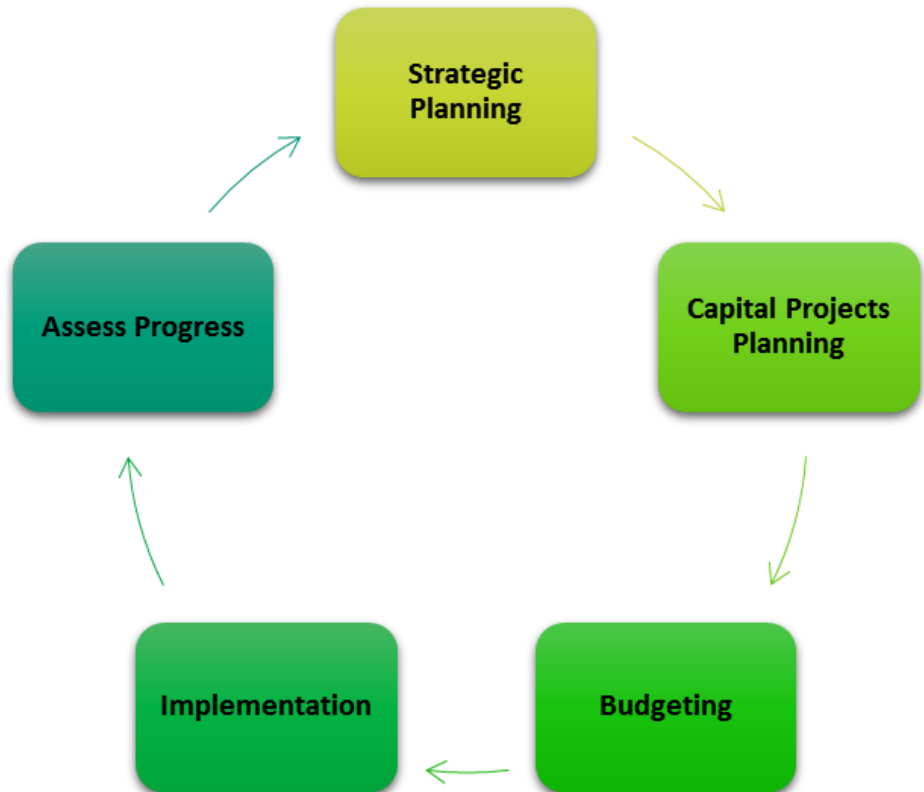 Strategic
Planning
Capital Projects
Planning
Budgeting
Implementation
Assess Progress